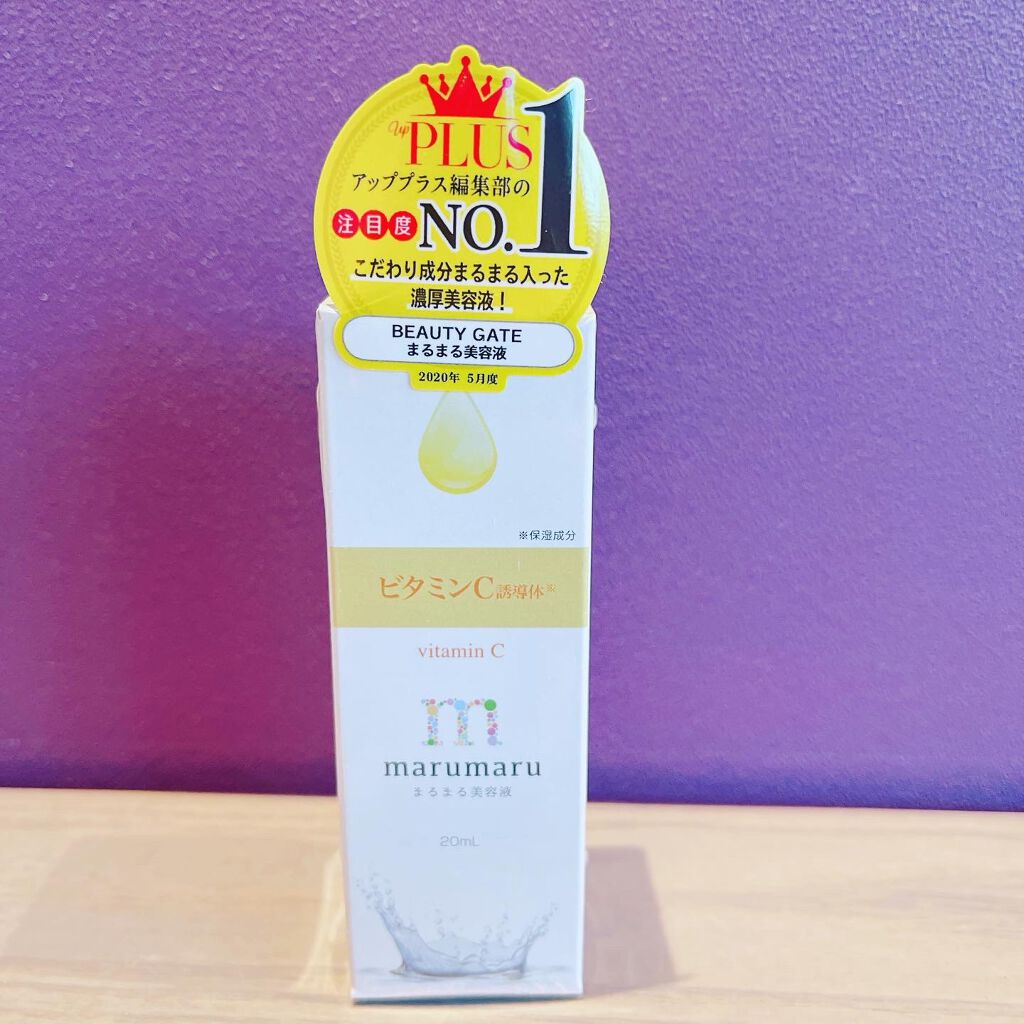 up
PLUS
アッププラス編集部の
注目度 NO.1
こだわり成分まるまる入った
濃厚美容液!
BEAUTY GATE
まるまる美容液
2020年 5月度
※保湿成分
ビタミンC誘導体※
vitamin C
m
marumaru
まるまる美容液
20mL